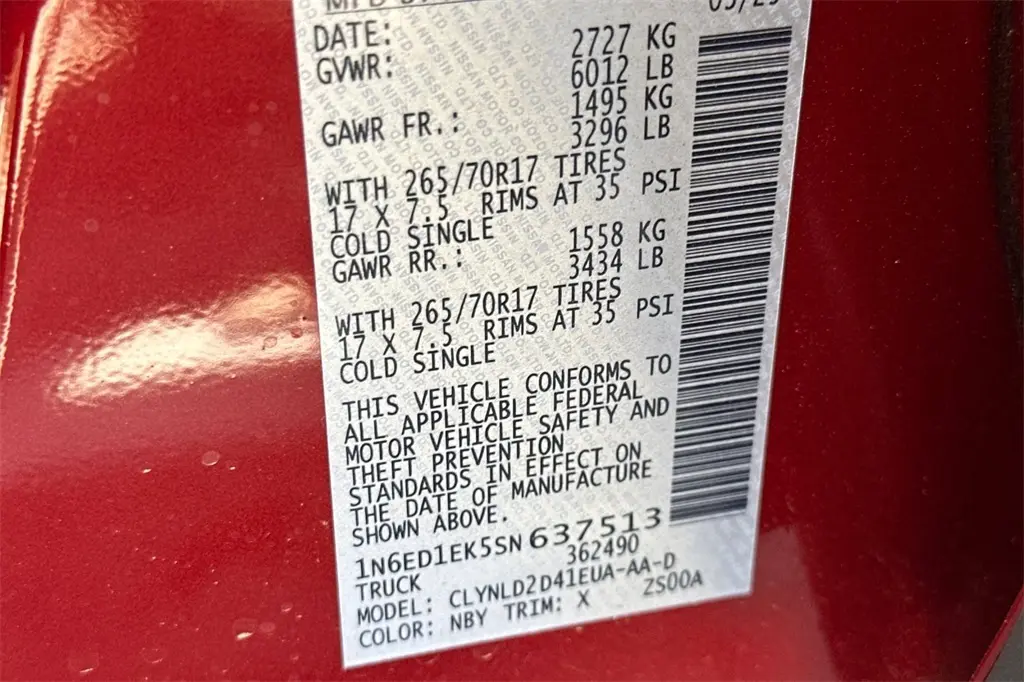 DATE:
GVWR: 2727 KG
6012 LB
GAWR FR.: 1495 KG
3296 LB
WITH 265/70R17 TIRES
17 X 7.5 RIMS AT 35 PSI
COLD SINGLE
GAWR RR.: 1558 KG
3434 LB
WITH 265/70R17 TIRES
17 X 7.5 RIMS AT 35 PSI
COLD SINGLE
THIS VEHICLE CONFORMS TO
ALL APPLICABLE FEDERAL
MOTOR VEHICLE SAFETY AND
THEFT PREVENTION
STANDARDS IN EFFECT ON
THE DATE OF MANUFACTURE
SHOWN ABOVE.
1N6ED1EK5SN637513
TRUCK 362490
MODEL: CLYNLD2D41EUA-AA-D
COLOR: NBY TRIM: X ZS00A